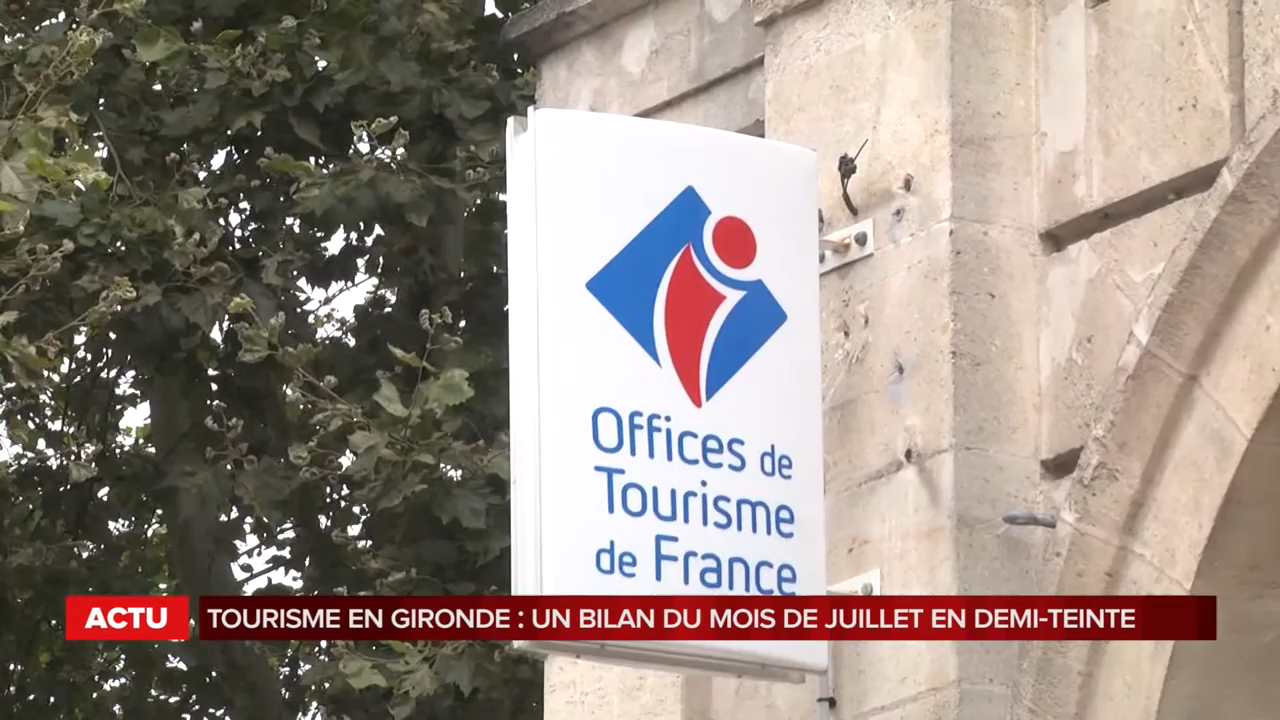 Offices de
Tourisme
de France
ACTU
TOURISME EN GIRONDE : UN BILAN DU MOIS DE JUILLET EN DEMI-TEINTE